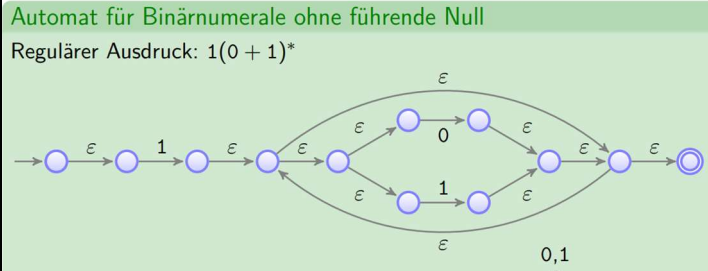 Automat für Binärnumerale ohne führende Null
Regulärer Ausdruck: 1(0 + 1)*
ε
ε 1 ε ε ε 0 ε ε ε
ε 1 ε
ε
0,1